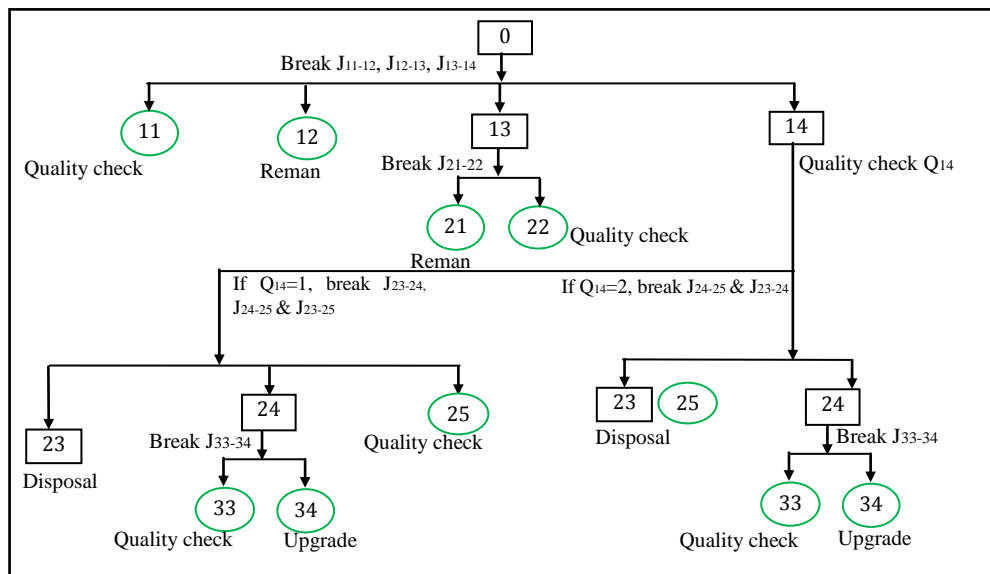 0
Break J11-12, J12-13, J13-14
11
12
13
14
Quality check
Reman
Break J21-22
Quality check Q14
21
22
Quality check
Reman
If Q14=1, break J23-24,
J24-25 & J23-25
If Q14=2, break J24-25 & J23-24
23
24
25
23
25
24
Disposal
Break J33-34
Quality check
Disposal
Break J33-34
33
34
33
34
Quality check
Upgrade
Quality check
Upgrade